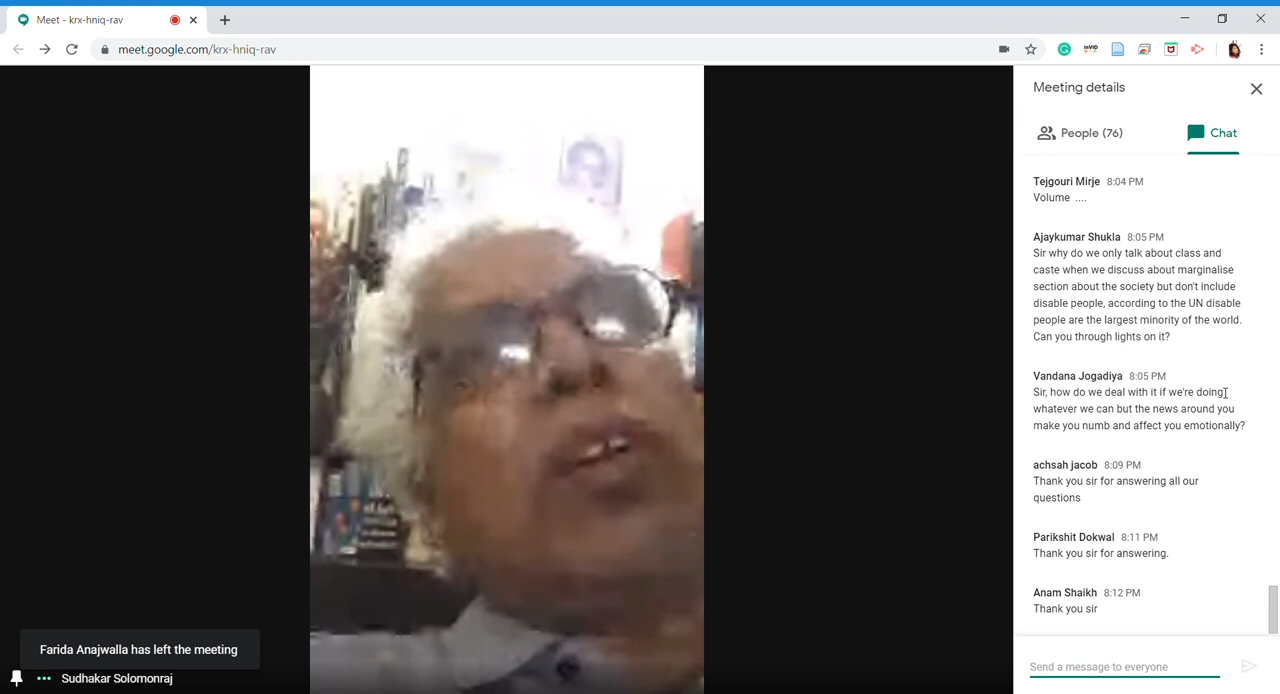 Meet - krx-hniq-rav
meet.google.com/krx-hniq-rav
InVID
Meeting details
People (76)
Chat
Tejgouri Mirje 8:04 PM
Volume ....
Ajaykumar Shukla 8:05 PM
Sir why do we only talk about class and
caste when we discuss about marginalise
section about the society but don't include
disable people, according to the UN disable
people are the largest minority of the world.
Can you through lights on it?
Vandana Jogadiya 8:05 PM
Sir, how do we deal with it if we're doing
whatever we can but the news around you
make you numb and affect you emotionally?
achsah jacob 8:09 PM
Thank you sir for answering all our
questions
Parikshit Dokwal 8:11 PM
Thank you sir for answering.
Anam Shaikh 8:12 PM
Thank you sir
Farida Anajwalla has left the meeting
Sudhakar Solomonraj
Send a message to everyone